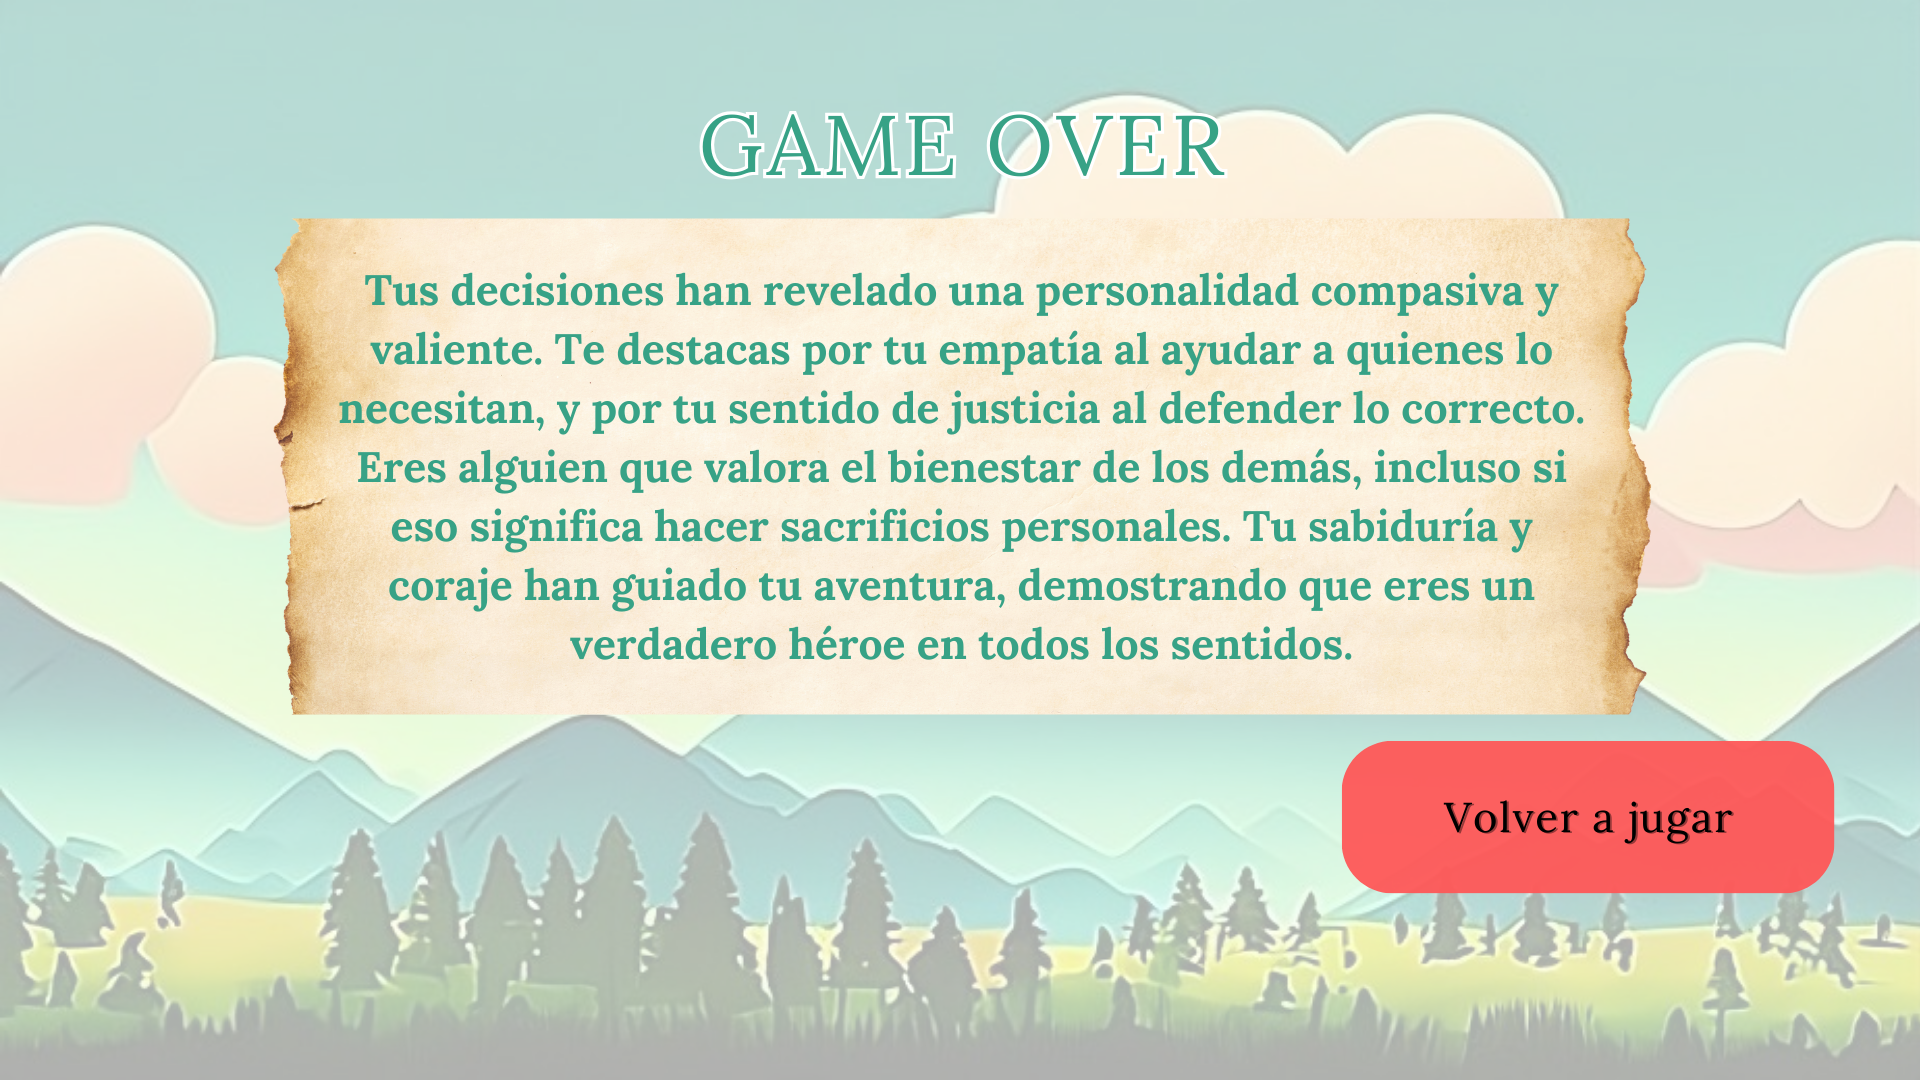 GAME OVER
Tus decisiones han revelado una personalidad compasiva y
valiente. Te destacas por tu empatía al ayudar a quienes lo
necesitan, y por tu sentido de justicia al defender lo correcto.
Eres alguien que valora el bienestar de los demás, incluso si
eso significa hacer sacrificios personales. Tu sabiduría y
coraje han guiado tu aventura, demostrando que eres un
verdadero héroe en todos los sentidos.
Volver a jugar